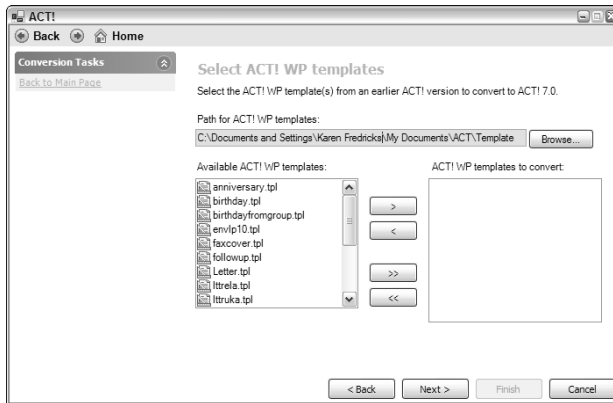 ACT!
Back Home
Conversion Tasks
Back to Main Page
Select ACT! WP templates
Select the ACT! WP template(s) from an earlier ACT! version to convert to ACT! 7.0.
Path for ACT! WP templates:
C:\Documents and Settings\Karen Fredricks\My Documents\ACT\Template
Browse...
Available ACT! WP templates:
ACT! WP templates to convert:
anniversary.tpl
birthday.tpl
birthdayfromgroup.tpl
envlp10.tpl
faxcover.tpl
followup.tpl
Letter.tpl
lttrela.tpl
lttruka.tpl
>
<
>>
<<
< Back Next > Finish Cancel